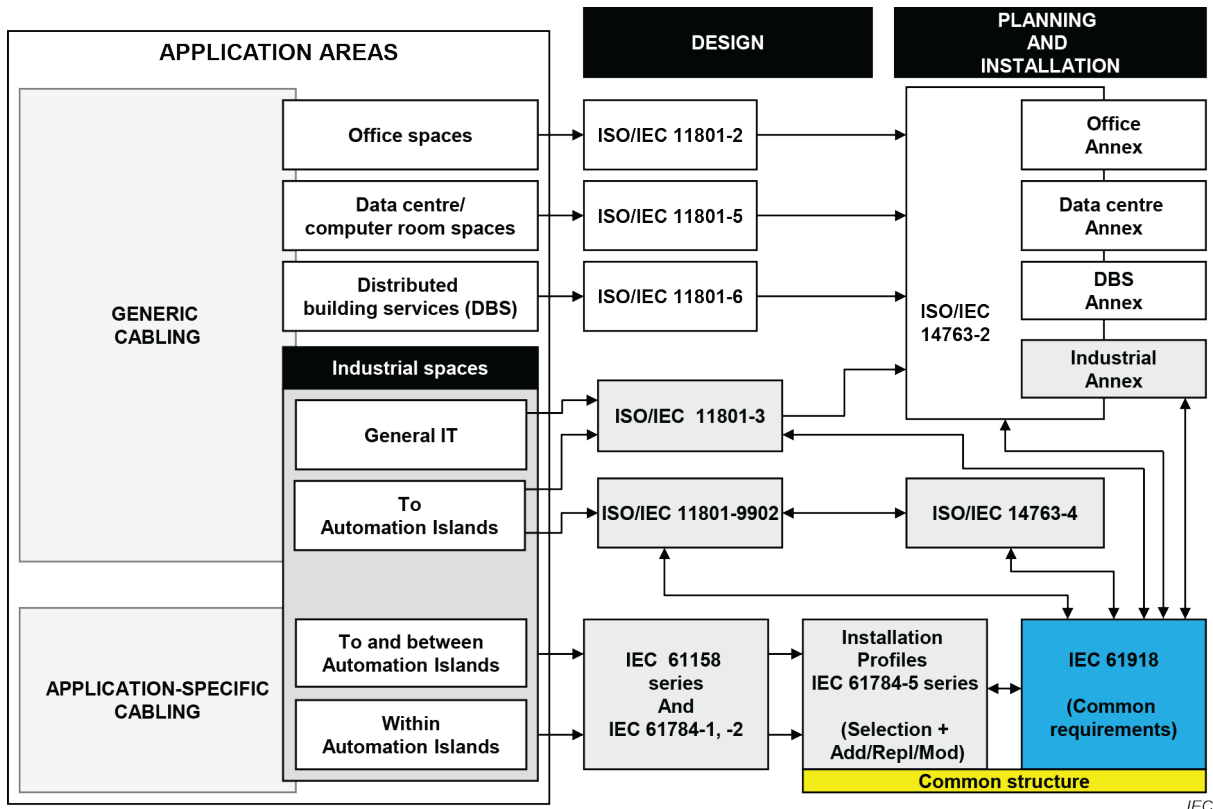 APPLICATION AREAS
DESIGN
PLANNING
AND
INSTALLATION
GENERIC
CABLING
Office spaces
ISO/IEC 11801-2
Office
Annex
Data centre/
computer room spaces
ISO/IEC 11801-5
Data centre
Annex
Distributed
building services (DBS)
ISO/IEC 11801-6
DBS
Annex
ISO/IEC
14763-2
Industrial
Annex
Industrial spaces
General IT
ISO/IEC 11801-3
To
Automation Islands
ISO/IEC 11801-9902
ISO/IEC 14763-4
APPLICATION-SPECIFIC
CABLING
To and between
Automation Islands
Within
Automation Islands
IEC 61158
series
And
IEC 61784-1, -2
Installation
Profiles
IEC 61784-5 series
(Selection +
Add/Repl/Mod)
IEC 61918
(Common
requirements)
Common structure
IEC